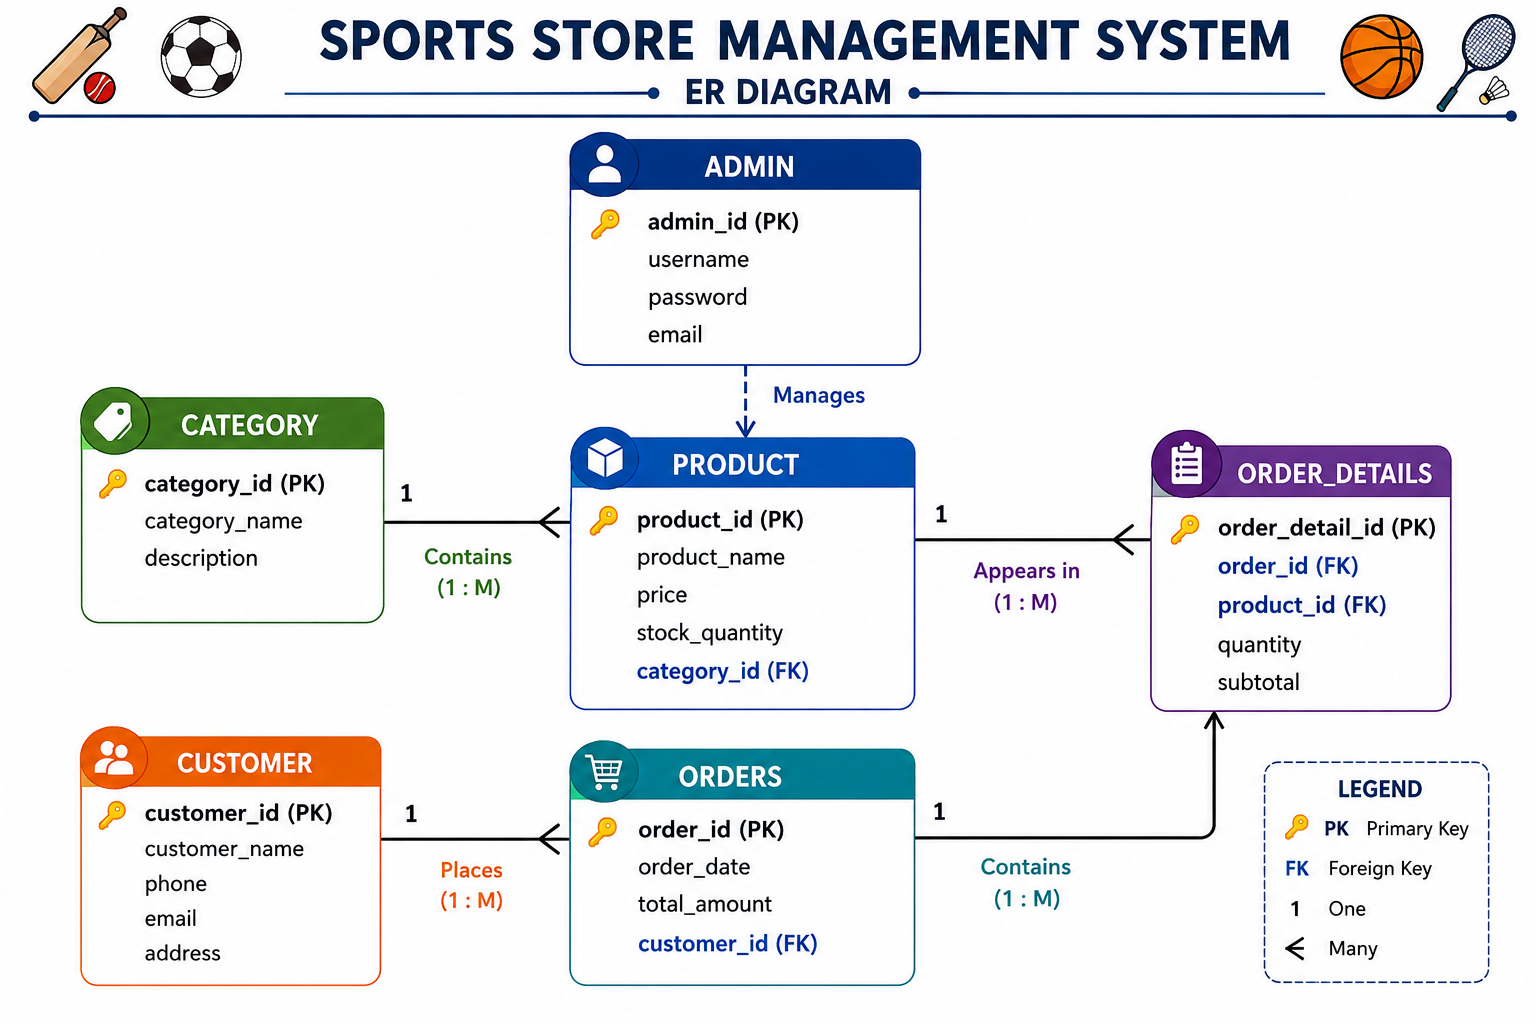 SPORTS STORE MANAGEMENT SYSTEM
ER DIAGRAM
ADMIN
admin_id (PK)
username
password
email
Manages
CATEGORY
category_id (PK)
category_name
description
1
Contains
(1 : M)
PRODUCT
product_id (PK)
product_name
price
stock_quantity
category_id (FK)
1
Appears in
(1 : M)
ORDER_DETAILS
order_detail_id (PK)
order_id (FK)
product_id (FK)
quantity
subtotal
CUSTOMER
customer_id (PK)
customer_name
phone
email
address
1
Places
(1 : M)
ORDERS
order_id (PK)
order_date
total_amount
customer_id (FK)
1
Contains
(1 : M)
LEGEND
PK Primary Key
FK Foreign Key
1 One
Many